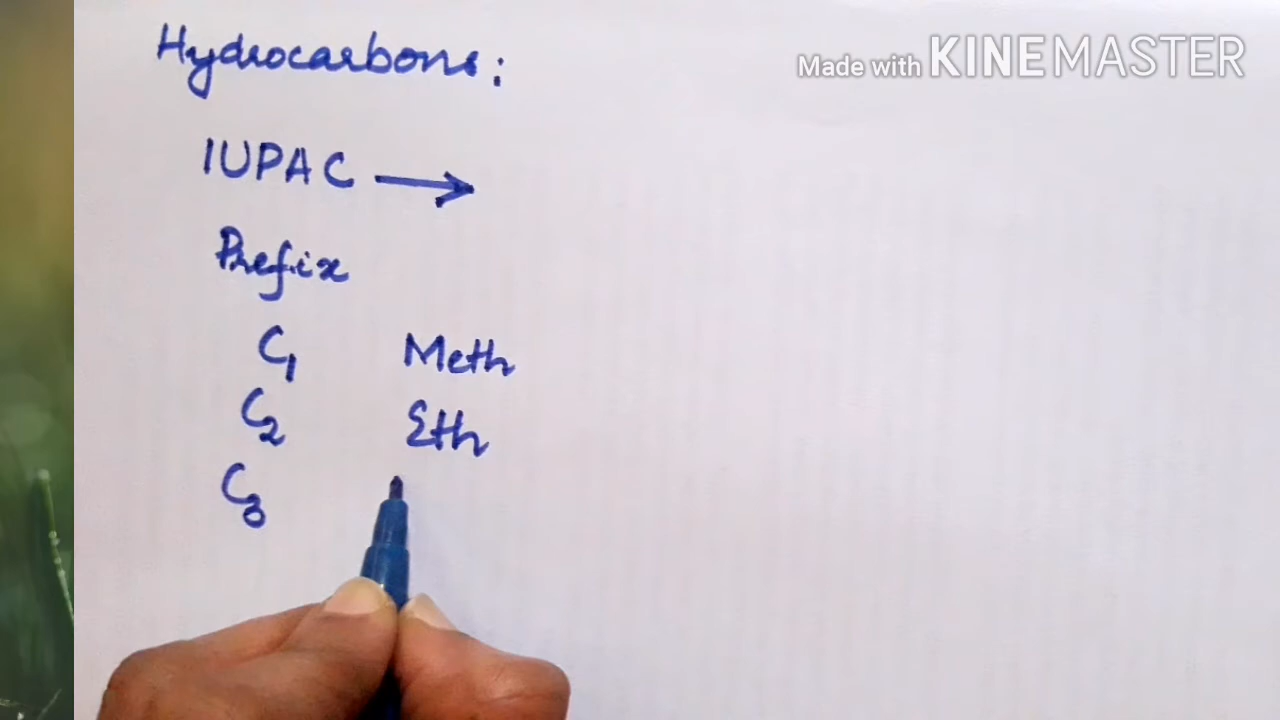 Hydrocarbons:
Made with KINEMASTER
IUPAC →
Prefix
C1 Meth
C2 Eth
C3